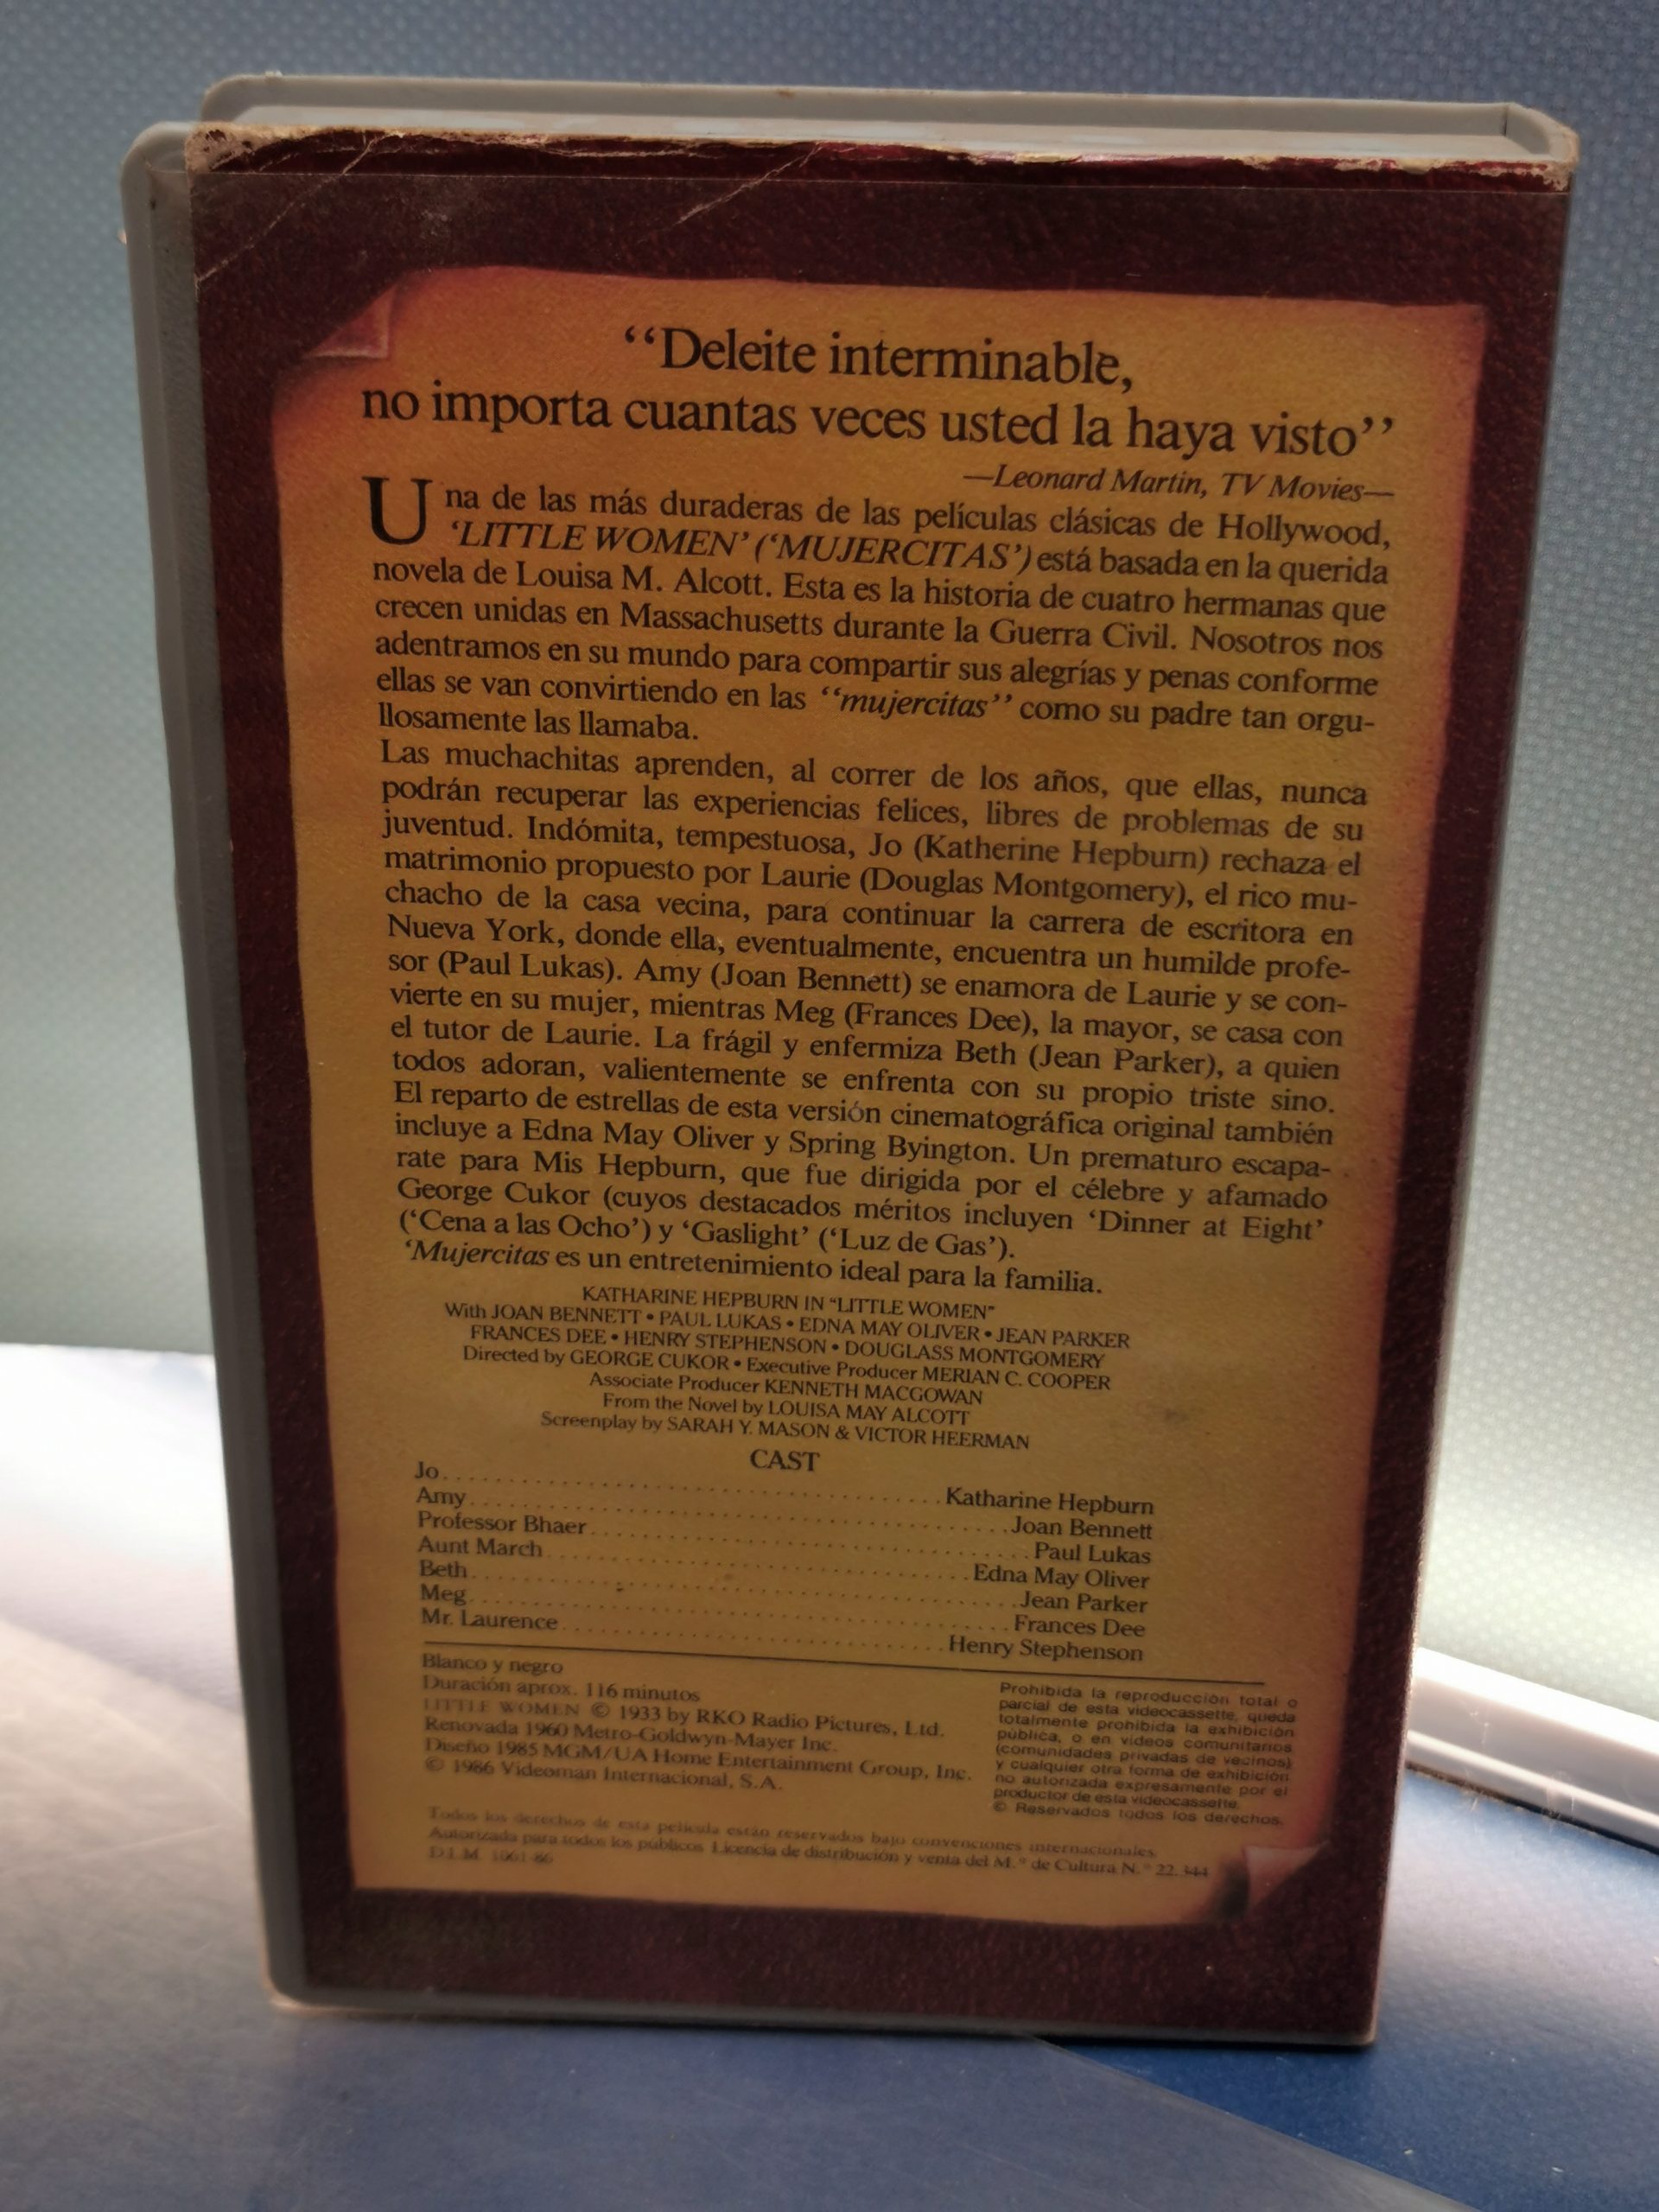 “Deleite interminable,
no importa cuantas veces usted la haya visto”
—Leonard Martin, TV Movies—
Una de las más duraderas de las películas clásicas de Hollywood,
‘LITTLE WOMEN’ (‘MUJERCITAS’) está basada en la querida
novela de Louisa M. Alcott. Esta es la historia de cuatro hermanas que
crecen unidas en Massachusetts durante la Guerra Civil. Nosotros nos
adentramos en su mundo para compartir sus alegrías y penas conforme
ellas se van convirtiendo en las “mujercitas” como su padre tan orgu-
llosamente las llamaba.
Las muchachitas aprenden, al correr de los años, que ellas, nunca
podrán recuperar las experiencias felices, libres de problemas de su
juventud. Indómita, tempestuosa, Jo (Katherine Hepburn) rechaza el
matrimonio propuesto por Laurie (Douglas Montgomery), el rico mu-
chacho de la casa vecina, para continuar la carrera de escritora en
Nueva York, donde ella, eventualmente, encuentra un humilde profe-
sor (Paul Lukas). Amy (Joan Bennett) se enamora de Laurie y se con-
vierte en su mujer, mientras Meg (Frances Dee), la mayor, se casa con
el tutor de Laurie. La frágil y enfermiza Beth (Jean Parker), a quien
todos adoran, valientemente se enfrenta con su propio triste sino.
El reparto de estrellas de esta versión cinematográfica original también
incluye a Edna May Oliver y Spring Byington. Un prematuro escapa-
rate para Mis Hepburn, que fue dirigida por el célebre y afamado
George Cukor (cuyos destacados méritos incluyen ‘Dinner at Eight’
(‘Cena a las Ocho’) y ‘Gaslight’ (‘Luz de Gas’).
‘Mujercitas es un entretenimiento ideal para la familia.
KATHARINE HEPBURN IN “LITTLE WOMEN”
With JOAN BENNETT • PAUL LUKAS • EDNA MAY OLIVER • JEAN PARKER
FRANCES DEE • HENRY STEPHENSON • DOUGLASS MONTGOMERY
Directed by GEORGE CUKOR • Executive Producer MERIAN C. COOPER
Associate Producer KENNETH MACGOWAN
From the Novel by LOUISA MAY ALCOTT
Screenplay by SARAH Y. MASON & VICTOR HEERMAN
CAST
Jo Katharine Hepburn
Amy Joan Bennett
Professor Bhaer Paul Lukas
Aunt March Edna May Oliver
Beth Jean Parker
Meg Frances Dee
Mr. Laurence Henry Stephenson
Blanco y negro
Duración aprox. 116 minutos
LITTLE WOMEN © 1933 by RKO Radio Pictures, Ltd.
Renovada 1960 Metro-Goldwyn-Mayer Inc.
Diseño 1985 MGM/UA Home Entertainment Group, Inc.
© 1986 Videoman Internacional, S.A.
Prohibida la reproducción total o
parcial de esta videocassette, queda
totalmente prohibida la exhibición
pública, o en vídeos comunitarios
(comunidades privadas de vecinos)
y cualquier otra forma de exhibición
no autorizada expresamente por el
productor de esta videocassette.
© Reservados todos los derechos.
Todos los derechos de esta película están reservados bajo convenciones internacionales.
Autorizada para todos los públicos Licencia de distribución y venta del M.º de Cultura N.º 22.344
D.L.M. 1061-86